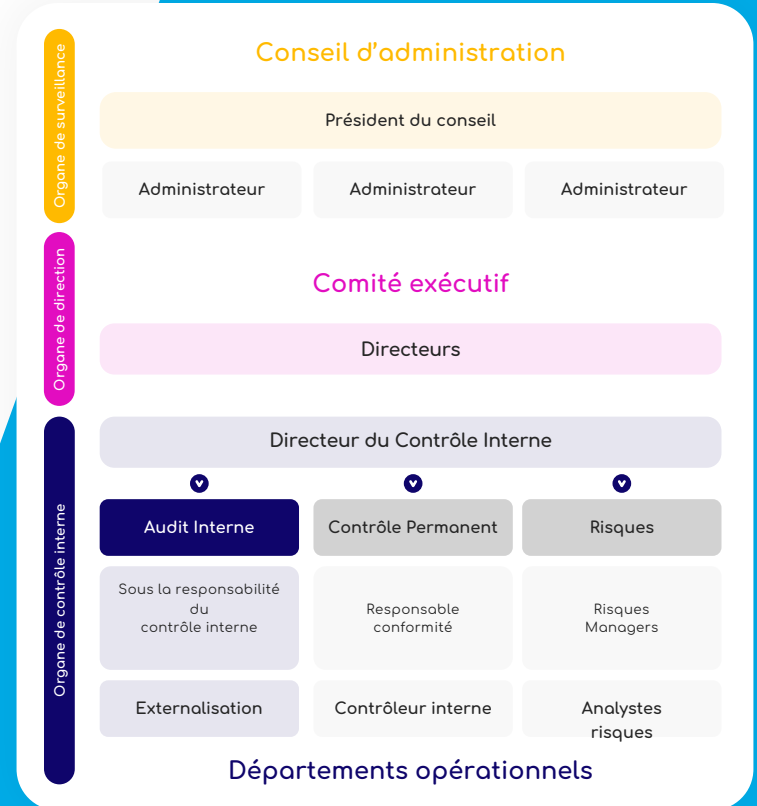 Organe de surveillance
Conseil d'administration
Président du conseil
Administrateur
Administrateur
Administrateur
Organe de direction
Comité exécutif
Directeurs
Organe de contrôle interne
Directeur du Contrôle Interne
Audit Interne
Contrôle Permanent
Risques
Sous la responsabilité
du
contrôle interne
Responsable
conformité
Risques
Managers
Externalisation
Contrôleur interne
Analystes
risques
Départements opérationnels